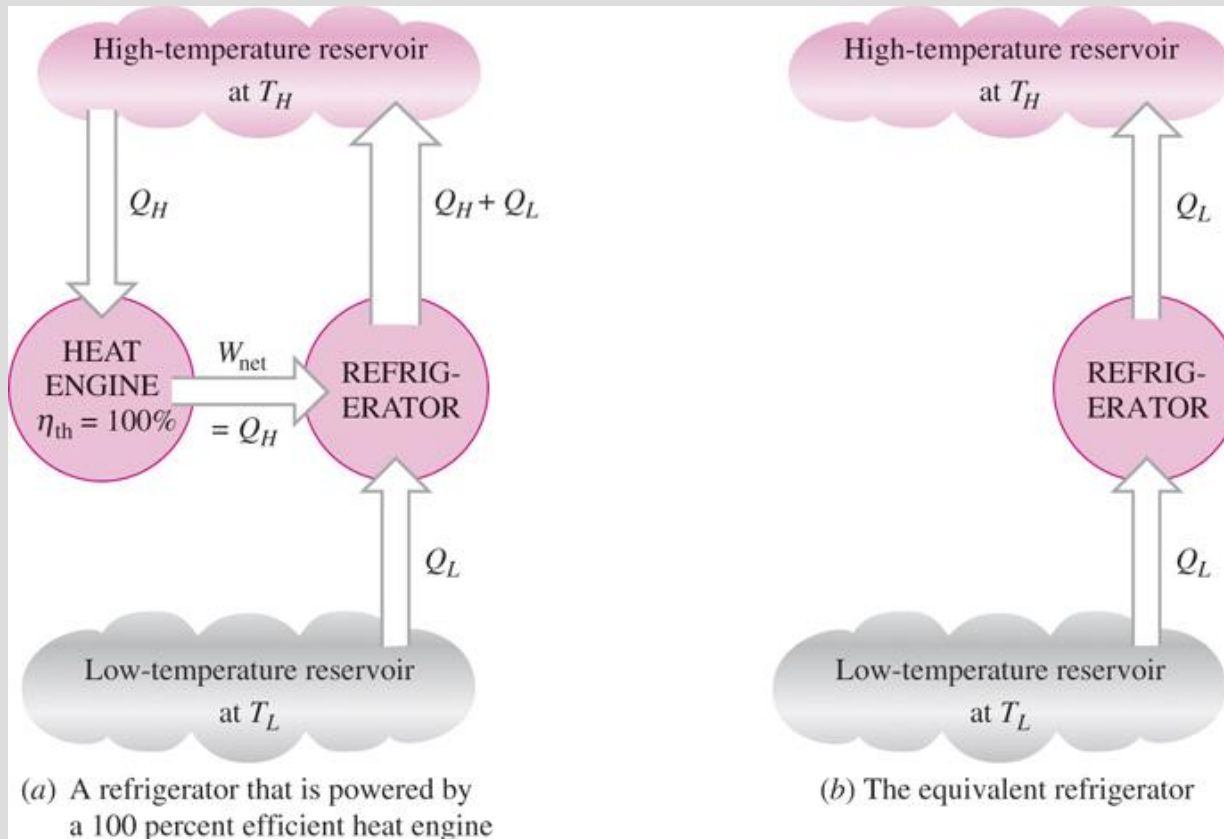 High-temperature reservoir
at T_H
Q_H
Q_H + Q_L
HEAT
ENGINE
η_th = 100%
W_net
= Q_H
REFRIG-
ERATOR
Q_L
Low-temperature reservoir
at T_L
(a) A refrigerator that is powered by
a 100 percent efficient heat engine
High-temperature reservoir
at T_H
Q_L
REFRIG-
ERATOR
Q_L
Low-temperature reservoir
at T_L
(b) The equivalent refrigerator